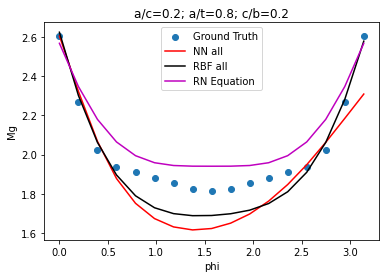 a/c=0.2; a/t=0.8; c/b=0.2
Ground Truth
NN all
RBF all
RN Equation
Mg
2.6
2.4
2.2
2.0
1.8
1.6
0.0 0.5 1.0 1.5 2.0 2.5 3.0
phi